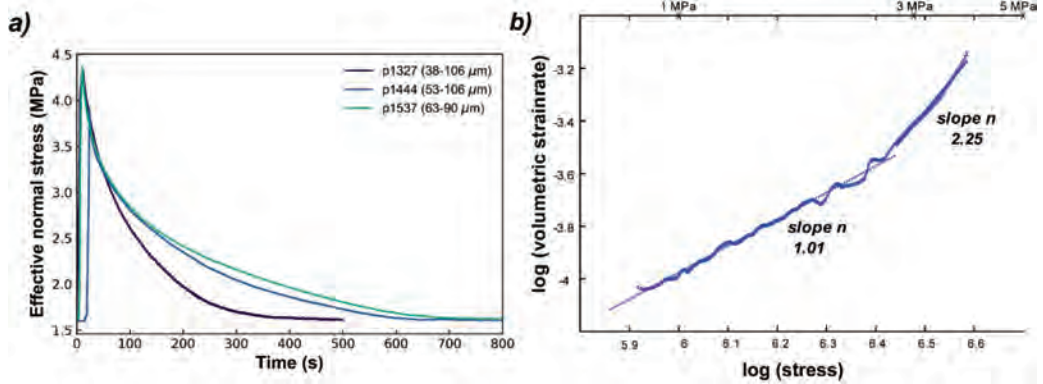 a)
4.5
4.0
3.5
3.0
2.5
2.0
1.5
Effective normal stress (MPa)
p1327 (38-106 µm)
p1444 (53-106 µm)
p1537 (63-90 µm)
0 100 200 300 400 500 600 700 800
Time (s)
b)
1 MPa 3 MPa 5 MPa
-3
-3.2
-3.4
-3.6
-3.8
-4
log (volumetric strainrate)
slope n
2.25
slope n
1.01
5.9 6 6.1 6.2 6.3 6.4 6.5 6.6
log (stress)